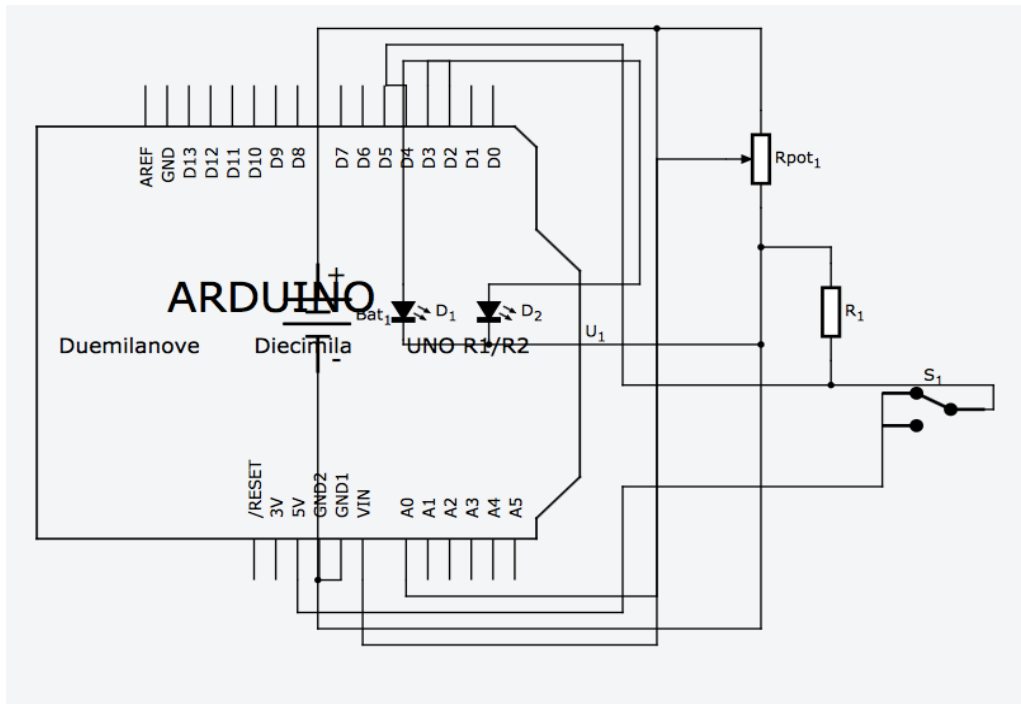 AREF
GND
D13
D12
D11
D10
D9
D8
D7
D6
D5
D4
D3
D2
D1
D0
Rpot1
+
ARDUINO
Bat1
D1
D2
R1
U1
Duemilanove Diecimila UNO R1/R2
-
S1
/RESET
3V
5V
GND2
GND1
VIN
A0
A1
A2
A3
A4
A5